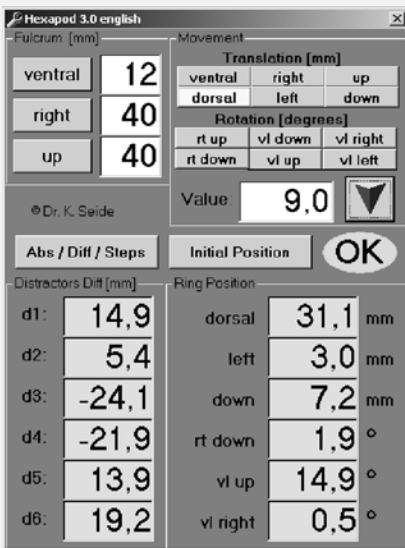 Hexapod 3.0 english
Fulcrum [mm]
ventral 12
right 40
up 40
© Dr. K. Seide
Movement
Translation [mm]
ventral right up
dorsal left down
Rotation [degrees]
rt up vl down vl right
rt down vl up vl left
Value: 9,0
Abs / Diff / Steps Initial Position OK
Distractors Diff [mm]
d1: 14,9
d2: 5,4
d3: -24,1
d4: -21,9
d5: 13,9
d6: 19,2
Ring Position
dorsal 31,1 mm
left 3,0 mm
down 7,2 mm
rt down 1,9 °
vl up 14,9 °
vl right 0,5 °